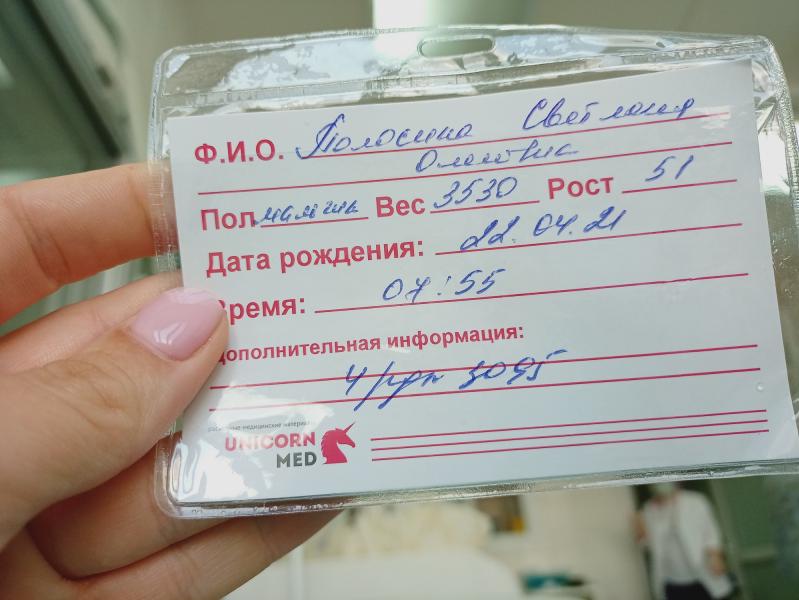 Ф.И.О. Полосина Светлана
Пол мальчик Вес 3530 Рост 51
Дата рождения: 22.04.21
Время: 07:55
Дополнительная информация:
UNICORN
MED